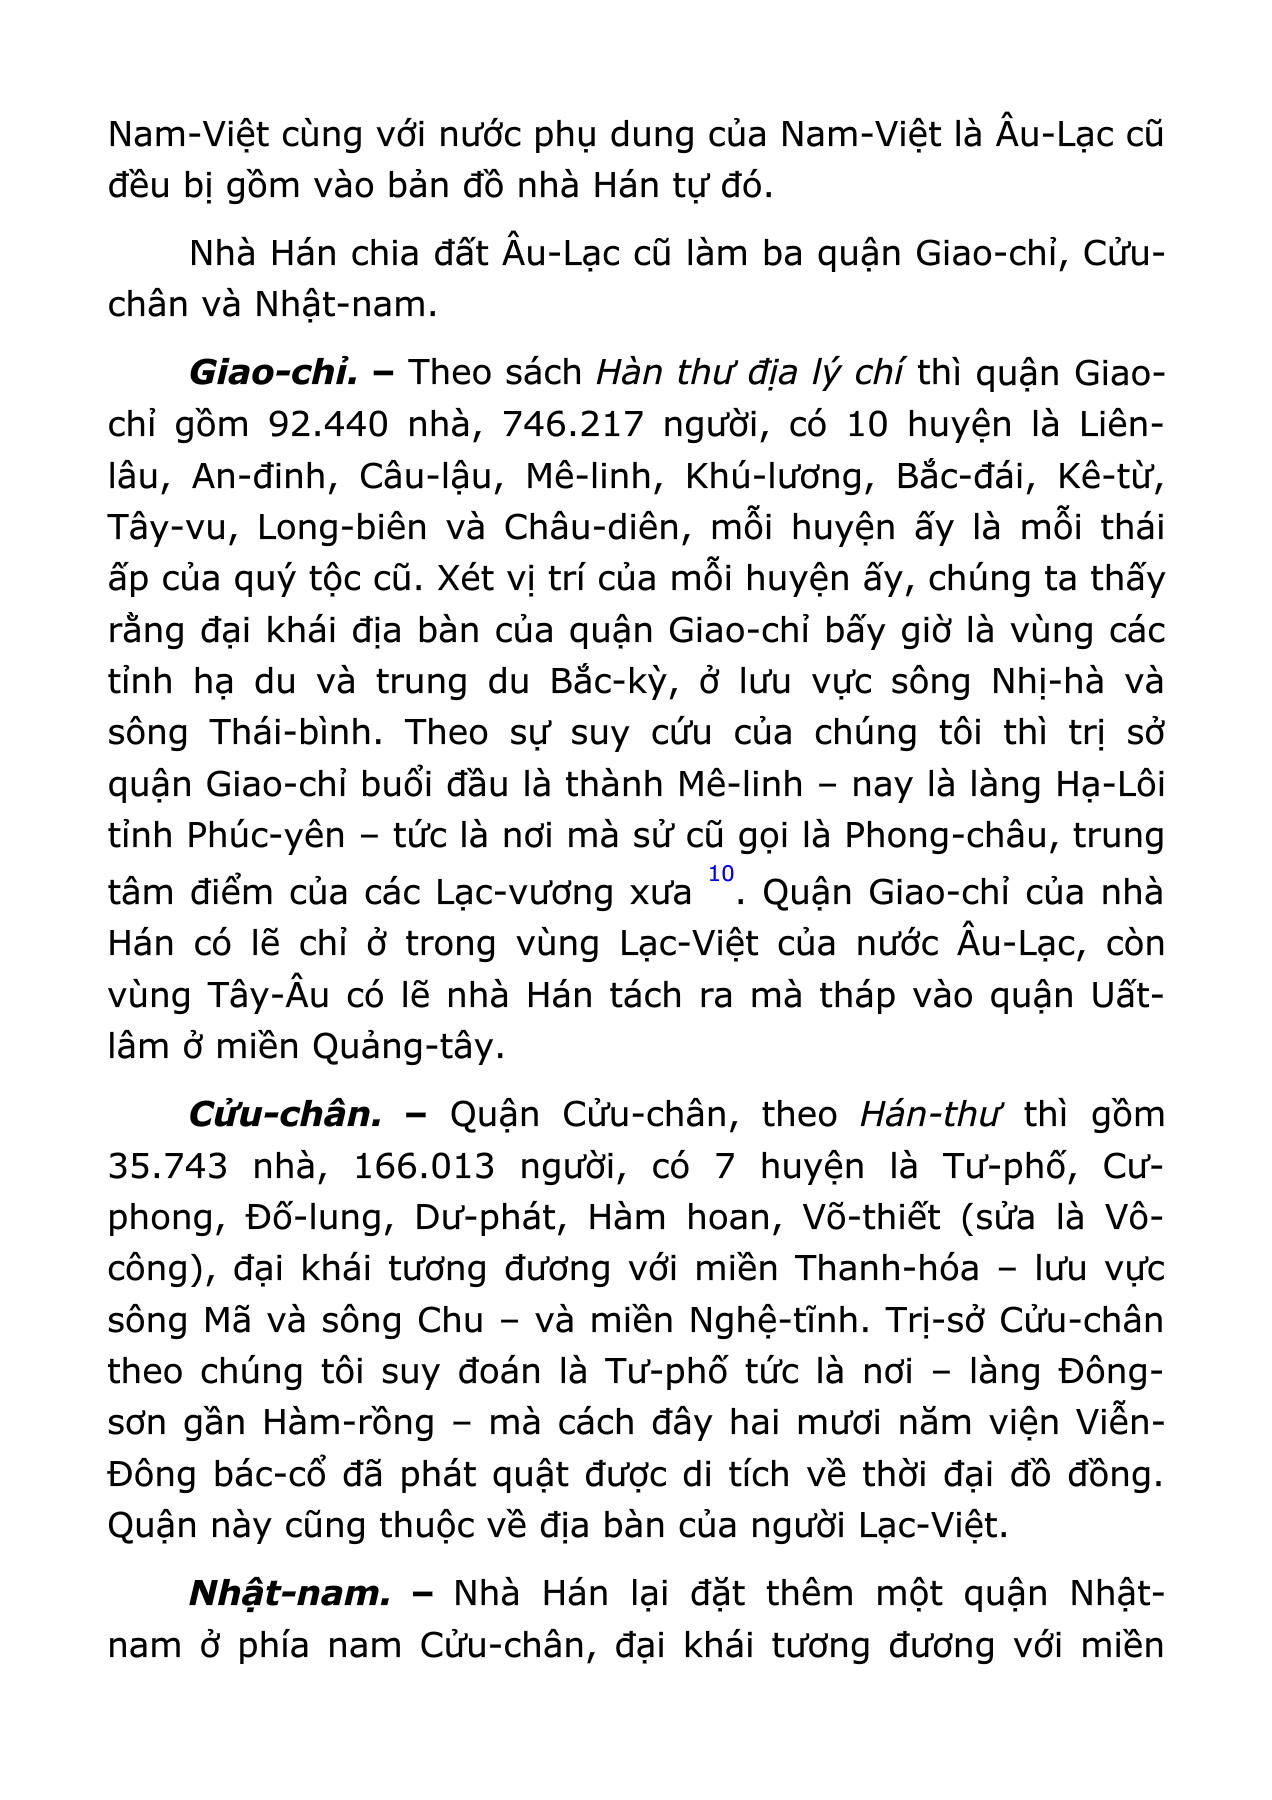 Nam-Việt cùng với nước phụ dung của Nam-Việt là Âu-Lạc cũ
đều bị gồm vào bản đồ nhà Hán tự đó.
Nhà Hán chia đất Âu-Lạc cũ làm ba quận Giao-chỉ, Cửu-
chân và Nhật-nam.
Giao-chỉ. – Theo sách Hàn thư địa lý chí thì quận Giao-
chỉ gồm 92.440 nhà, 746.217 người, có 10 huyện là Liên-
lâu, An-đinh, Câu-lậu, Mê-linh, Khú-lương, Bắc-đái, Kê-từ,
Tây-vu, Long-biên và Châu-diên, mỗi huyện ấy là mỗi thái
ấp của quý tộc cũ. Xét vị trí của mỗi huyện ấy, chúng ta thấy
rằng đại khái địa bàn của quận Giao-chỉ bấy giờ là vùng các
tỉnh hạ du và trung du Bắc-kỳ, ở lưu vực sông Nhị-hà và
sông Thái-bình. Theo sự suy cứu của chúng tôi thì trị sở
quận Giao-chỉ buổi đầu là thành Mê-linh – nay là làng Hạ-Lôi
tỉnh Phúc-yên – tức là nơi mà sử cũ gọi là Phong-châu, trung
tâm điểm của các Lạc-vương xưa 10. Quận Giao-chỉ của nhà
Hán có lẽ chỉ ở trong vùng Lạc-Việt của nước Âu-Lạc, còn
vùng Tây-Âu có lẽ nhà Hán tách ra mà tháp vào quận Uất-
lâm ở miền Quảng-tây.
Cửu-chân. – Quận Cửu-chân, theo Hán-thư thì gồm
35.743 nhà, 166.013 người, có 7 huyện là Tư-phố, Cư-
phong, Đố-lung, Dư-phát, Hàm hoan, Võ-thiết (sửa là Vô-
công), đại khái tương đương với miền Thanh-hóa – lưu vực
sông Mã và sông Chu – và miền Nghệ-tĩnh. Trị-sở Cửu-chân
theo chúng tôi suy đoán là Tư-phố tức là nơi – làng Đông-
sơn gần Hàm-rồng – mà cách đây hai mươi năm viện Viễn-
Đông bác-cổ đã phát quật được di tích về thời đại đồ đồng.
Quận này cũng thuộc về địa bàn của người Lạc-Việt.
Nhật-nam. – Nhà Hán lại đặt thêm một quận Nhật-
nam ở phía nam Cửu-chân, đại khái tương đương với miền